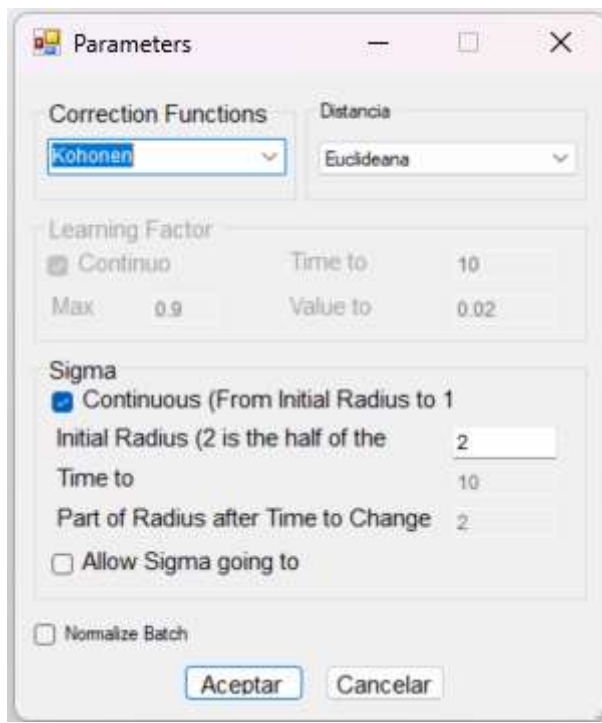 Parameters
Correction Functions
Distancia
Kohonen
Euclideana
Learning Factor
Continuo
Time to
10
Max
0.9
Value to
0.02
Sigma
Continuous (From Initial Radius to 1
Initial Radius (2 is the half of the
2
Time to
10
Part of Radius after Time to Change
2
Allow Sigma going to
Normalize Batch
Aceptar
Cancelar